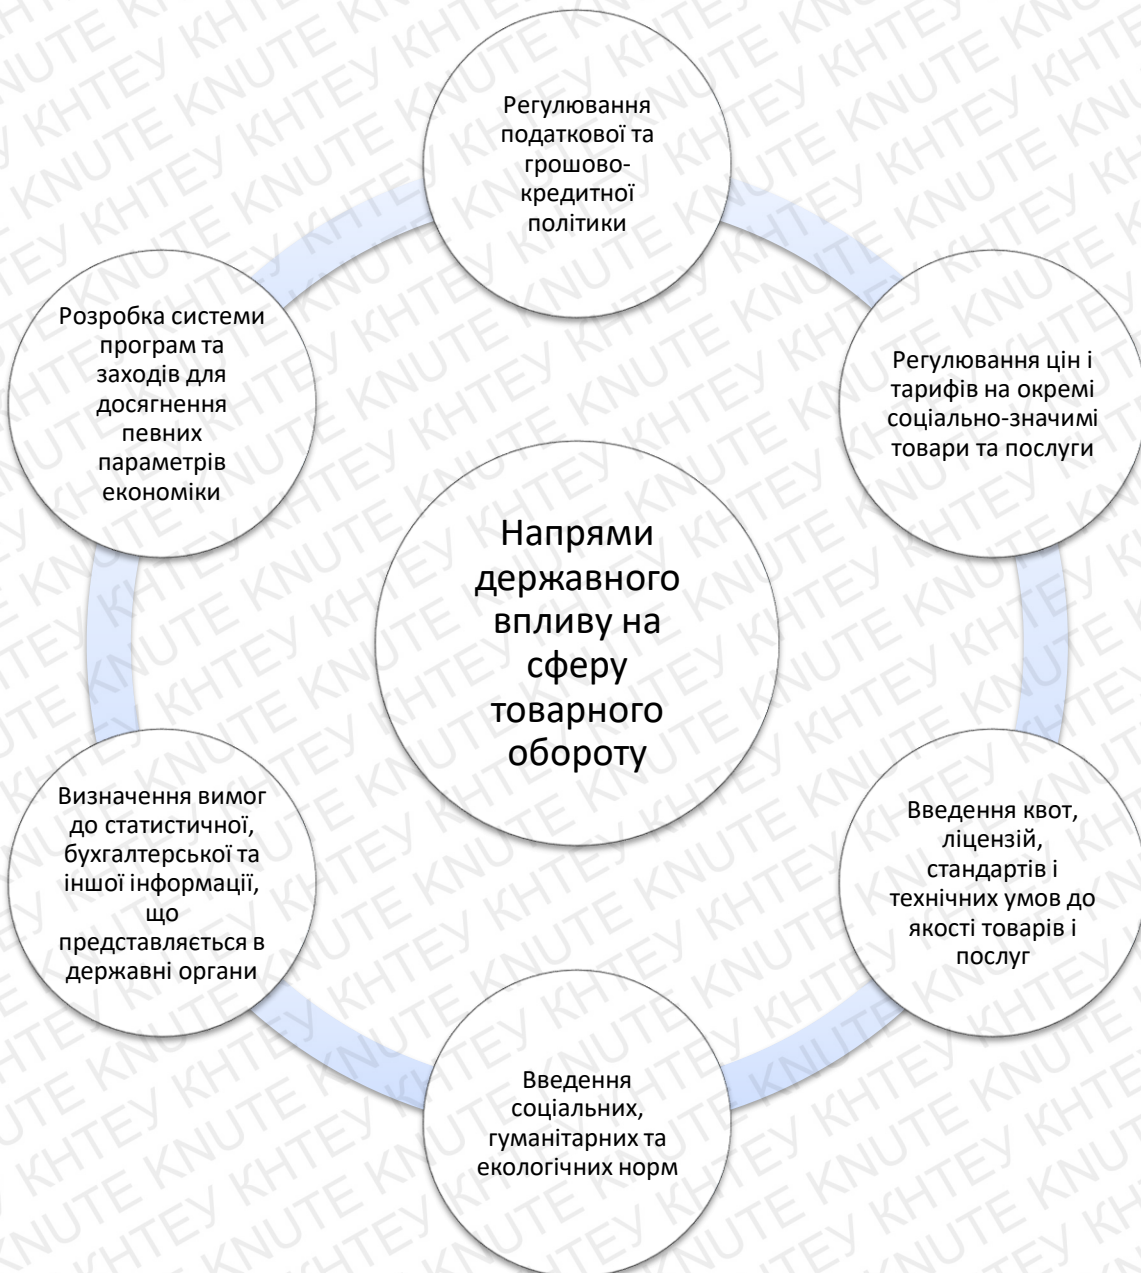 Регулювання
податкової та
грошово-
кредитної
політики
Регулювання цін і
тарифів на окремі
соціально-значимі
товари та послуги
Введення квот,
ліцензій,
стандартів і
технічних умов до
якості товарів і
послуг
Введення
соціальних,
гуманітарних та
екологічних норм
Визначення вимог
до статистичної,
бухгалтерської та
іншої інформації,
що
представляється в
державні органи
Розробка системи
програм та
заходів для
досягнення
певних
параметрів
економіки
Напрями
державного
впливу на
сферу
товарного
обороту
KNUTE КНТЕУ